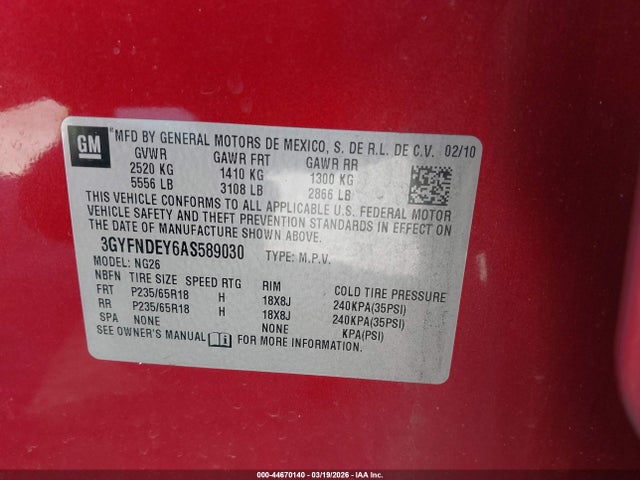 GM
MFD BY GENERAL MOTORS DE MEXICO, S. DE R.L. DE C.V. 02/10
GVWR GAWR FRT GAWR RR
2520 KG 1410 KG 1300 KG
5556 LB 3108 LB 2866 LB
THIS VEHICLE CONFORMS TO ALL APPLICABLE U.S. FEDERAL MOTOR
VEHICLE SAFETY AND THEFT PREVENTION STANDARDS IN EFFECT ON
THE DATE OF MANUFACTURE SHOWN ABOVE.
3GYFNDEY6AS589030 TYPE: M.P.V.
MODEL: NG26
NBFN TIRE SIZE SPEED RTG RIM COLD TIRE PRESSURE
FRT P235/65R18 H 18X8J 240KPA(35PSI)
RR P235/65R18 H 18X8J 240KPA(35PSI)
SPA NONE NONE KPA(PSI)
SEE OWNER'S MANUAL FOR MORE INFORMATION.
000-44670140 - 03/19/2026 - IAA Inc.